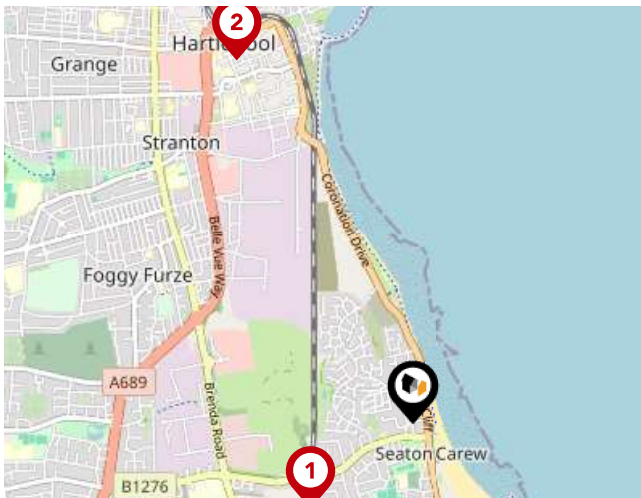 2
Hartlepool
Grange
Stranton
Coronation Drive
Belle Vue Way
Foggy Furze
A689
Brenda Road
Seaton Carew
1
B1276